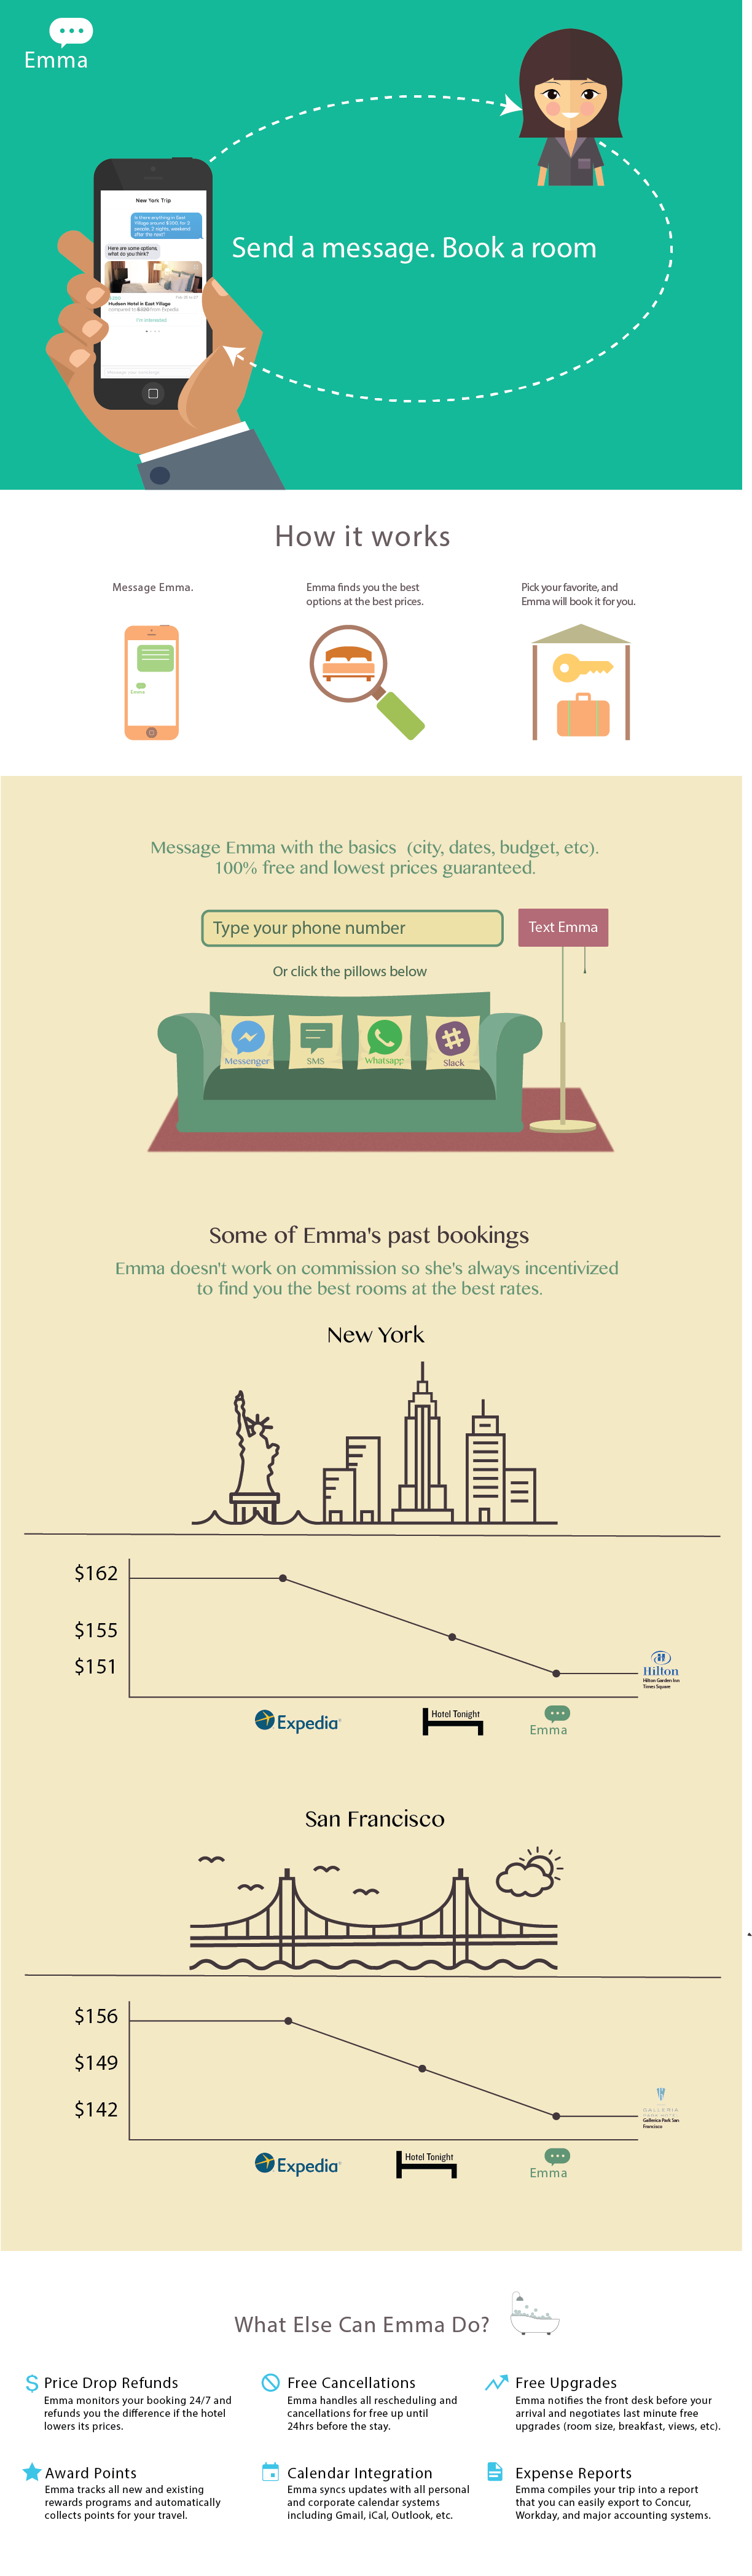 Emma
New York Trip
Is there anything in East
Village around $300, for 2
people, 2 nights, weekend
after the next?
Here are some options,
what do you think?
Hudson Hotel in East Village
compared to $330 from Expedia
I'm interested
Send a message. Book a room
How it works
Message Emma.
Emma finds you the best
options at the best prices.
Pick your favorite, and
Emma will book it for you.
Emma
Message Emma with the basics (city, dates, budget, etc).
100% free and lowest prices guaranteed.
Type your phone number
Text Emma
Or click the pillows below
Messenger
SMS
Whatsapp
Slack
Some of Emma's past bookings
Emma doesn't work on commission so she's always incentivized
to find you the best rooms at the best rates.
New York
$162
$155
$151
Hilton
Hilton Garden Inn
Times Square
Expedia
Hotel Tonight
Emma
San Francisco
$156
$149
$142
GALLERIA
Gallerica Park San
Francisco
Expedia
Hotel Tonight
Emma
What Else Can Emma Do?
Price Drop Refunds
Emma monitors your booking 24/7 and
refunds you the difference if the hotel
lowers its prices.
Free Cancellations
Emma handles all rescheduling and
cancellations for free up until
24hrs before the stay.
Free Upgrades
Emma notifies the front desk before your
arrival and negotiates last minute free
upgrades (room size, breakfast, views, etc).
Award Points
Emma tracks all new and existing
rewards programs and automatically
collects points for your travel.
Calendar Integration
Emma syncs updates with all personal
and corporate calendar systems
including Gmail, iCal, Outlook, etc.
Expense Reports
Emma compiles your trip into a report
that you can easily export to Concur,
Workday, and major accounting systems.